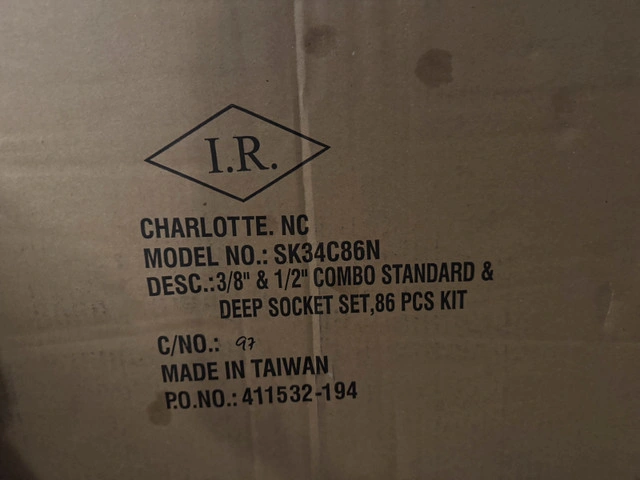 I.R.
CHARLOTTE. NC
MODEL NO.: SK34C86N
DESC.:3/8" & 1/2" COMBO STANDARD &
DEEP SOCKET SET,86 PCS KIT
C/NO.: 97
MADE IN TAIWAN
P.O.NO.: 411532-194